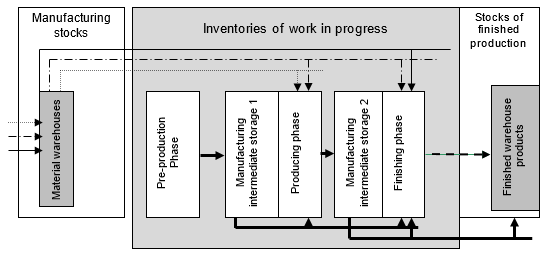 Manufacturing
stocks
Inventories of work in progress
Stocks of
finished
production
Material warehouses
Pre-production
Phase
Manufacturing
intermediate storage 1
Producing phase
Manufacturing
intermediate storage 2
Finishing phase
Finished warehouse
products